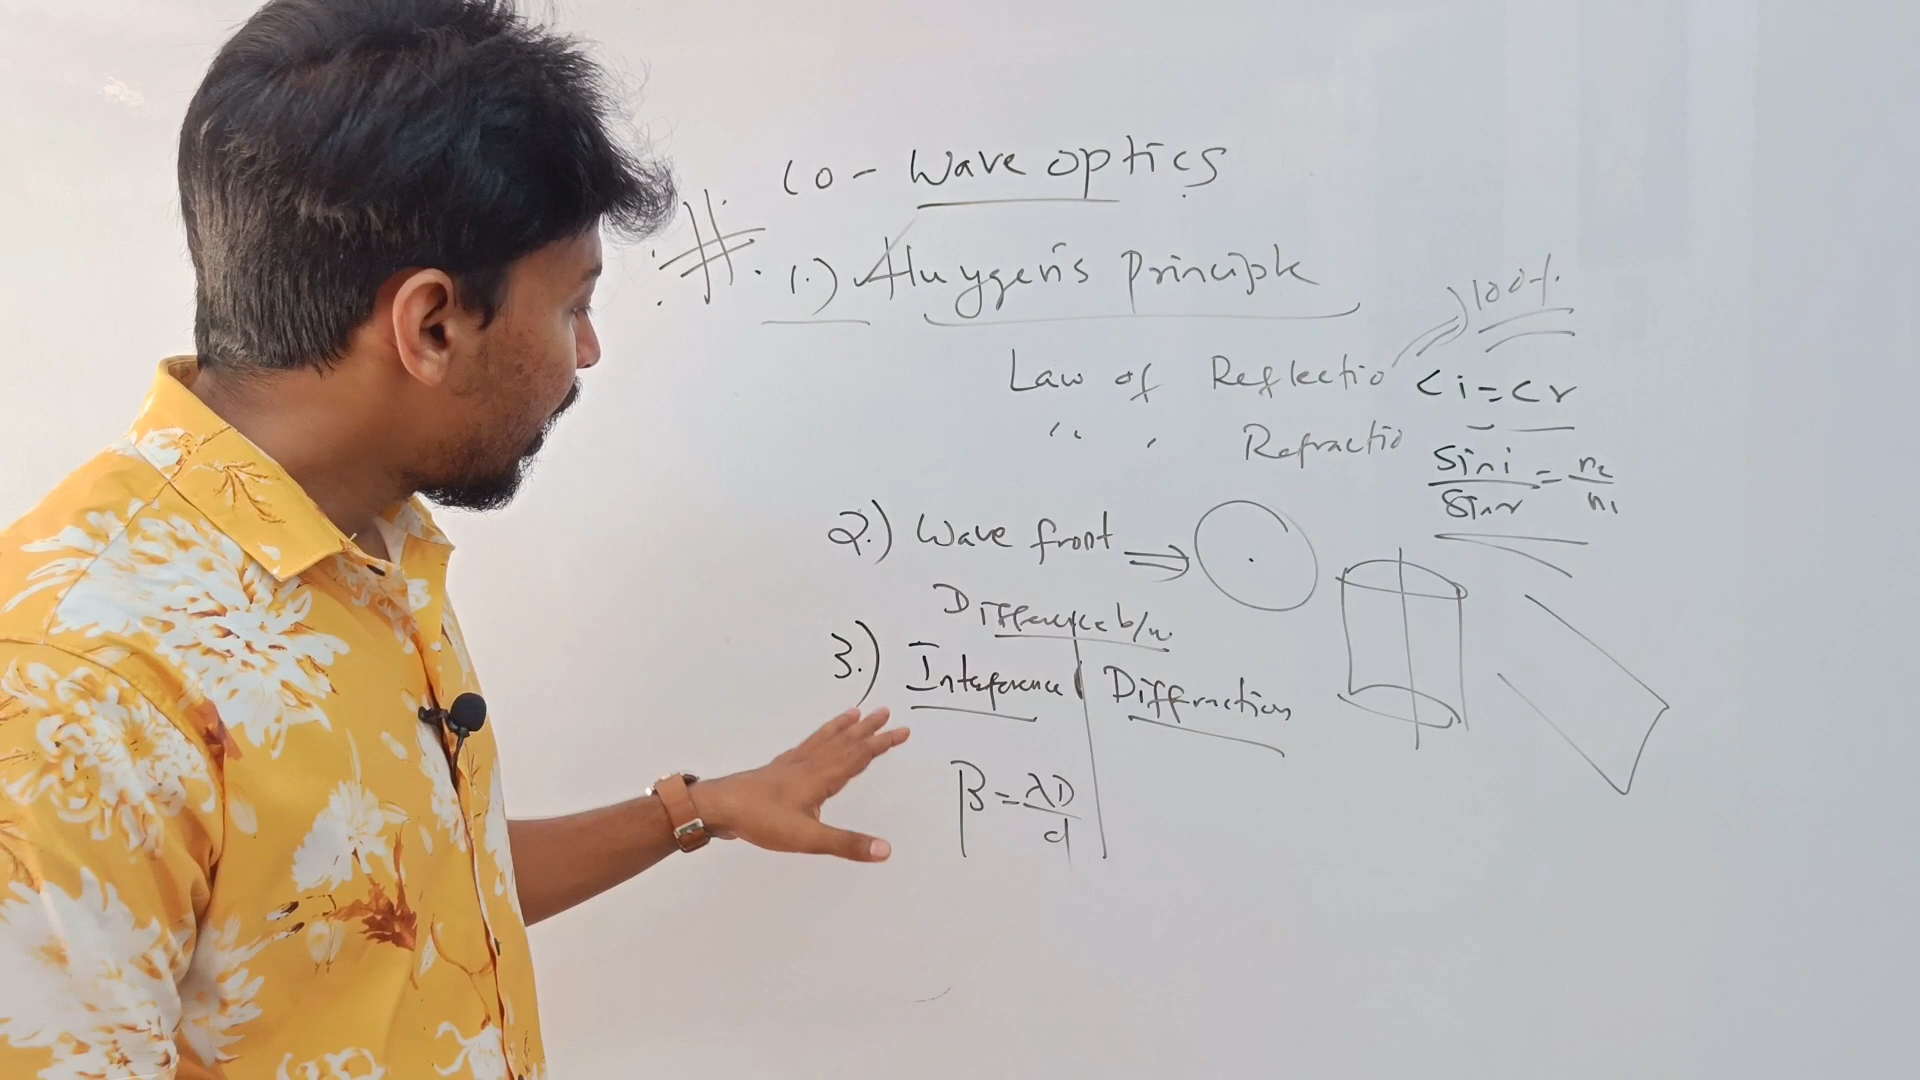 10 - Wave optics
# 1.) Huygen's principle
100%
Law of Reflectio <i = <r
" " Refractio Sin i / Sin r = n2 / n1
2.) Wave front ⇒
Difference b/w
3.) Interference | Diffraction
β = λD / d